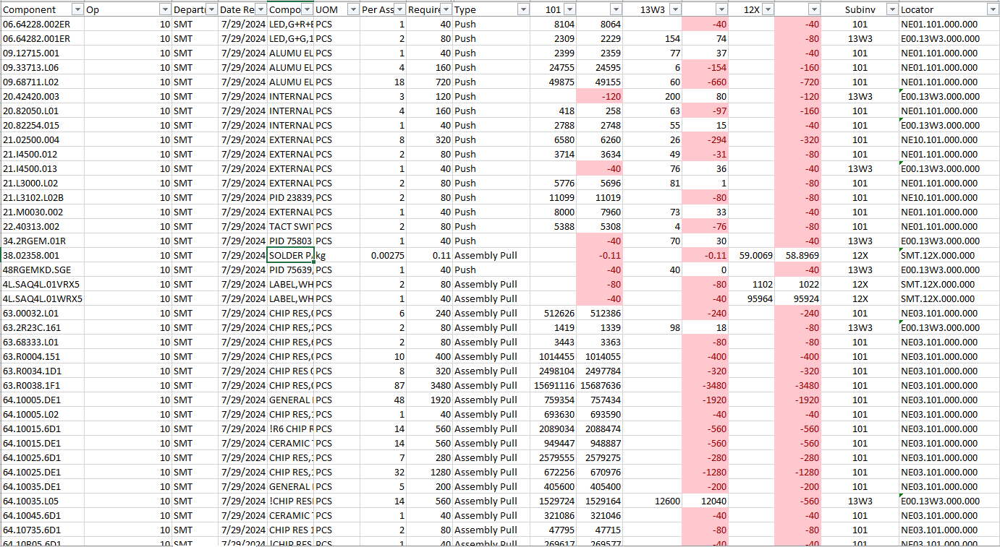 Component Op Departi Date Re Compo UOM Per Ass Require Type 101 13W3 12X Subinv Locator
06.64228.002ER 10 SMT 7/29/2024 LED,G+R+E PCS 1 40 Push 8104 8064 -40 -40 101 NE01.101.000.000
06.64282.001ER 10 SMT 7/29/2024 LED,G+G,1 PCS 2 80 Push 2309 2229 154 74 -80 13W3 E00.13W3.000.000
09.12715.001 10 SMT 7/29/2024 ALUMU EL PCS 1 40 Push 2399 2359 77 37 -40 101 NE01.101.000.000
09.33713.L06 10 SMT 7/29/2024 ALUMU EL PCS 4 160 Push 24755 24595 6 -154 -160 101 NE01.101.000.000
09.68711.L02 10 SMT 7/29/2024 ALUMU EL PCS 18 720 Push 49875 49155 60 -660 -720 101 NE01.101.000.000
20.42420.003 10 SMT 7/29/2024 INTERNAL PCS 3 120 Push -120 200 80 -120 13W3 E00.13W3.000.000
20.82050.L01 10 SMT 7/29/2024 INTERNAL PCS 4 160 Push 418 258 63 -97 -160 101 NE01.101.000.000
20.82254.015 10 SMT 7/29/2024 INTERNAL PCS 1 40 Push 2788 2748 55 15 -40 101 E00.13W3.000.000
21.02500.004 10 SMT 7/29/2024 EXTERNAL PCS 8 320 Push 6580 6260 26 -294 -320 101 NE10.101.000.000
21.I4500.012 10 SMT 7/29/2024 EXTERNAL PCS 2 80 Push 3714 3634 49 -31 -80 101 NE01.101.000.000
21.I4500.013 10 SMT 7/29/2024 EXTERNAL PCS 1 40 Push -40 76 36 -40 13W3 E00.13W3.000.000
21.L3000.L02 10 SMT 7/29/2024 EXTERNAL PCS 2 80 Push 5776 5696 81 1 -80 101 NE01.101.000.000
21.L3102.L02B 10 SMT 7/29/2024 PID 23839, PCS 2 80 Push 11099 11019 -80 -80 101 NE10.101.000.000
21.M0030.002 10 SMT 7/29/2024 EXTERNAL PCS 1 40 Push 8000 7960 73 33 -40 101 NE01.101.000.000
22.40313.002 10 SMT 7/29/2024 TACT SWI PCS 2 80 Push 5388 5308 4 -76 -80 101 NE01.101.000.000
34.2RGEM.01R 10 SMT 7/29/2024 PID 75803 PCS 1 40 Push -40 70 30 -40 13W3 E00.13W3.000.000
38.02358.001 10 SMT 7/29/2024 SOLDER PA kg 0.00275 0.11 Assembly Pull -0.11 -0.11 59.0069 58.8969 12X SMT.12X.000.000
48RGEMKD.SGE 10 SMT 7/29/2024 PID 75639, PCS 1 40 Push -40 40 0 -40 13W3 E00.13W3.000.000
4L.SAQ4L.01VRX5 10 SMT 7/29/2024 LABEL,WH PCS 2 80 Assembly Pull -80 -80 1102 1022 12X SMT.12X.000.000
4L.SAQ4L.01WRX5 10 SMT 7/29/2024 LABEL,WH PCS 1 40 Assembly Pull -40 -40 95964 95924 12X SMT.12X.000.000
63.00032.L01 10 SMT 7/29/2024 CHIP RES,0 PCS 6 240 Assembly Pull 512626 512386 -240 -240 101 NE03.101.000.000
63.2R23C.161 10 SMT 7/29/2024 CHIP RES,2 PCS 2 80 Assembly Pull 1419 1339 98 18 -80 13W3 E00.13W3.000.000
63.68333.L01 10 SMT 7/29/2024 CHIP RES,6 PCS 2 80 Assembly Pull 3443 3363 -80 -80 101 NE03.101.000.000
63.R0004.151 10 SMT 7/29/2024 CHIP RES,0 PCS 10 400 Assembly Pull 1014455 1014055 -400 -400 101 NE03.101.000.000
63.R0034.1D1 10 SMT 7/29/2024 CHIP RES 0 PCS 8 320 Assembly Pull 2498104 2497784 -320 -320 101 NE03.101.000.000
63.R0038.1F1 10 SMT 7/29/2024 CHIP RES,0 PCS 87 3480 Assembly Pull 15691116 15687636 -3480 -3480 101 NE03.101.000.000
64.10005.DE1 10 SMT 7/29/2024 GENERAL PCS 48 1920 Assembly Pull 759354 757434 -1920 -1920 101 NE03.101.000.000
64.10005.L02 10 SMT 7/29/2024 CHIP RES,1 PCS 1 40 Assembly Pull 693630 693590 -40 -40 101 NE03.101.000.000
64.10015.6D1 10 SMT 7/29/2024 !R6 CHIP R PCS 14 560 Assembly Pull 2089034 2088474 -560 -560 101 NE03.101.000.000
64.10015.DE1 10 SMT 7/29/2024 CERAMIC PCS 14 560 Assembly Pull 949447 948887 -560 -560 101 NE03.101.000.000
64.10025.6D1 10 SMT 7/29/2024 CHIP RES,1 PCS 7 280 Assembly Pull 2579555 2579275 -280 -280 101 NE03.101.000.000
64.10025.DE1 10 SMT 7/29/2024 CHIP RES,1 PCS 32 1280 Assembly Pull 672256 670976 -1280 -1280 101 NE03.101.000.000
64.10035.DE1 10 SMT 7/29/2024 GENERAL PCS 5 200 Assembly Pull 405600 405400 -200 -200 101 NE03.101.000.000
64.10035.L05 10 SMT 7/29/2024 !CHIP RES PCS 14 560 Assembly Pull 1529724 1529164 12600 12040 -560 13W3 E00.13W3.000.000
64.10045.6D1 10 SMT 7/29/2024 CERAMIC PCS 1 40 Assembly Pull 321086 321046 -40 -40 101 NE03.101.000.000
64.10735.6D1 10 SMT 7/29/2024 CHIP RES 1 PCS 2 80 Assembly Pull 47795 47715 -80 -80 101 NE03.101.000.000
64.10R05.6D1 10 SMT 7/29/2024 !CHIP RES PCS 1 40 Assembly Pull 269617 269577 -40 -40 101 NE03.101.000.000